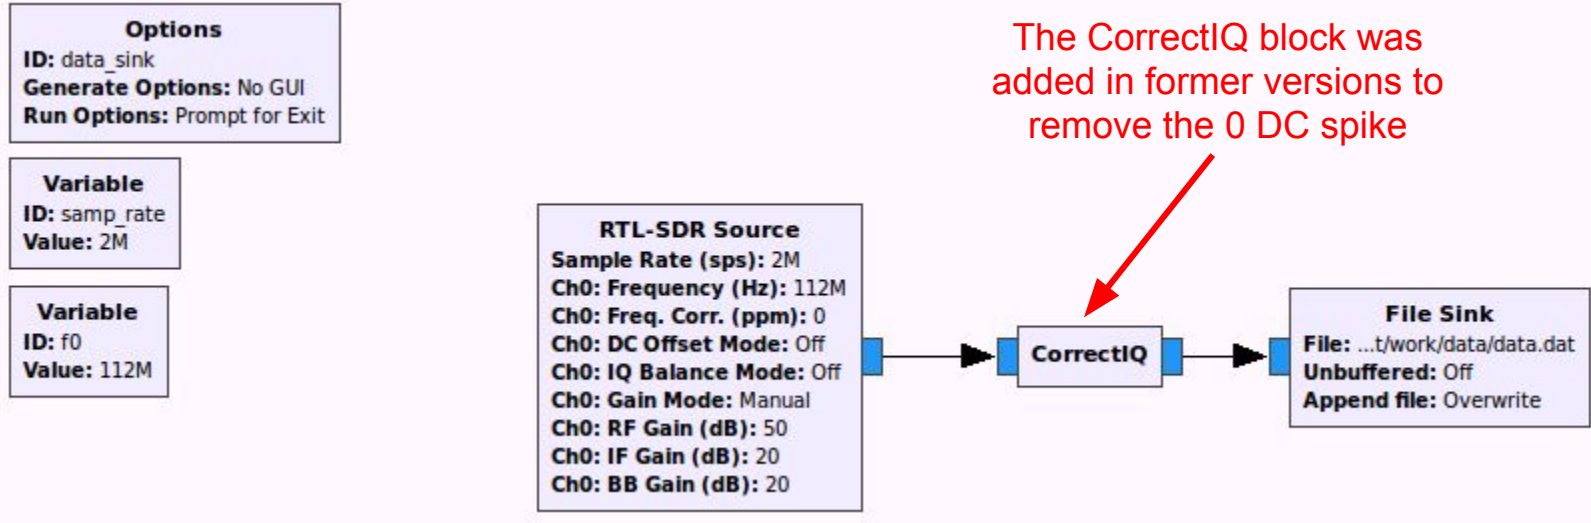 Options
ID: data_sink
Generate Options: No GUI
Run Options: Prompt for Exit
Variable
ID: samp_rate
Value: 2M
Variable
ID: f0
Value: 112M
The CorrectIQ block was
added in former versions to
remove the 0 DC spike
RTL-SDR Source
Sample Rate (sps): 2M
Ch0: Frequency (Hz): 112M
Ch0: Freq. Corr. (ppm): 0
Ch0: DC Offset Mode: Off
Ch0: IQ Balance Mode: Off
Ch0: Gain Mode: Manual
Ch0: RF Gain (dB): 50
Ch0: IF Gain (dB): 20
Ch0: BB Gain (dB): 20
CorrectIQ
File Sink
File: ...t/work/data/data.dat
Unbuffered: Off
Append file: Overwrite